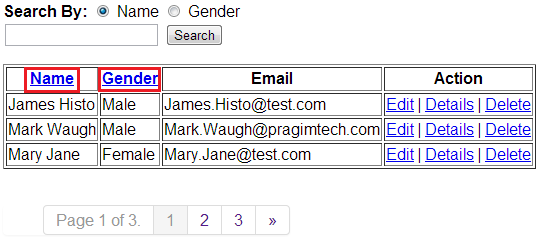 Search By: Name Gender
Search
Name Gender Email Action
James Histo Male James.Histo@test.com Edit | Details | Delete
Mark Waugh Male Mark.Waugh@pragimtech.com Edit | Details | Delete
Mary Jane Female Mary.Jane@test.com Edit | Details | Delete
Page 1 of 3. 1 2 3 »